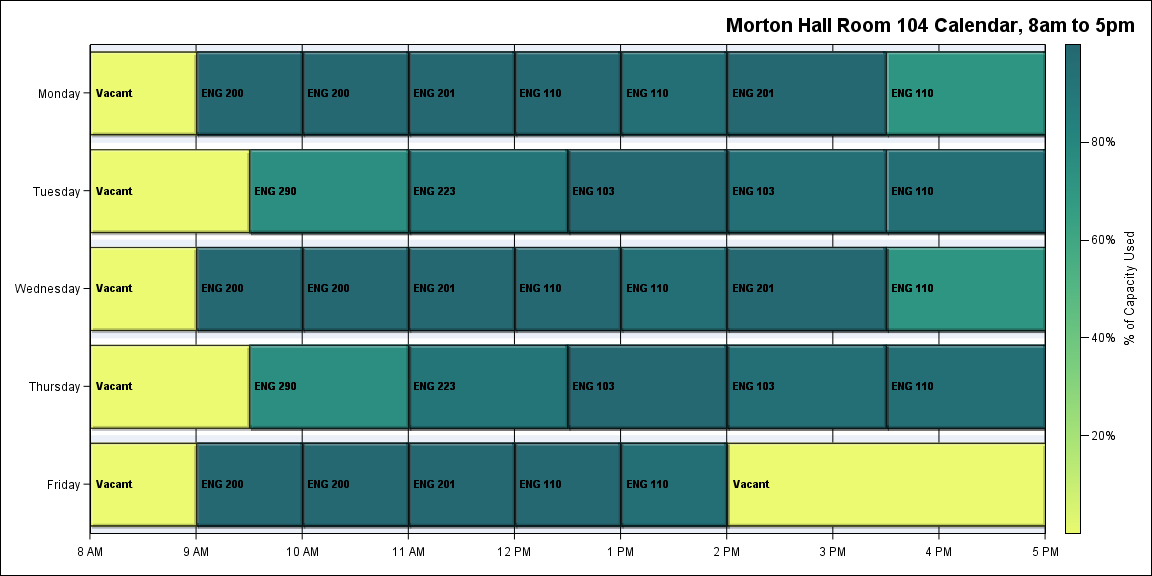 Morton Hall Room 104 Calendar, 8am to 5pm
Monday
Vacant
ENG 200
ENG 200
ENG 201
ENG 110
ENG 110
ENG 201
ENG 110
Tuesday
Vacant
ENG 290
ENG 223
ENG 103
ENG 103
ENG 110
Wednesday
Vacant
ENG 200
ENG 200
ENG 201
ENG 110
ENG 110
ENG 201
ENG 110
Thursday
Vacant
ENG 290
ENG 223
ENG 103
ENG 103
ENG 110
Friday
Vacant
ENG 200
ENG 200
ENG 201
ENG 110
ENG 110
Vacant
8 AM
9 AM
10 AM
11 AM
12 PM
1 PM
2 PM
3 PM
4 PM
5 PM
80%
60%
40%
20%
% of Capacity Used